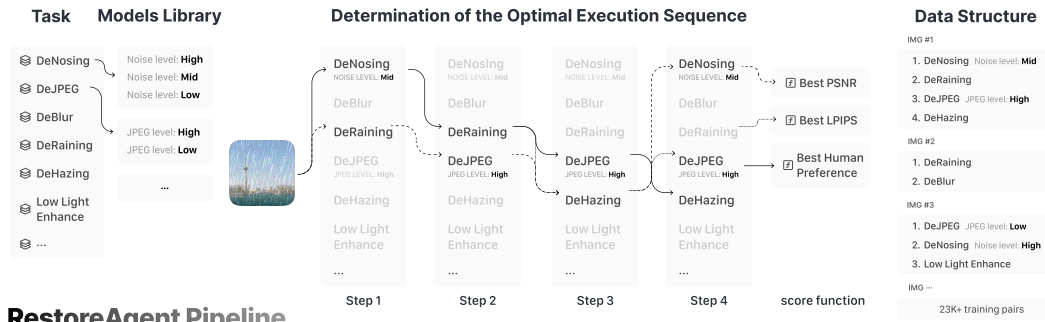 Task
Models Library
Determination of the Optimal Execution Sequence
Data Structure
DeNosing
DeJPEG
DeBlur
DeRaining
DeHazing
Low Light
Enhance
...
Noise level: High
Noise level: Mid
Noise level: Low
JPEG level: High
JPEG level: Low
...
DeNosing
NOISE LEVEL: Mid
DeRaining
DeJPEG
JPEG LEVEL: High
DeHazing
Low Light
Enhance
...
Step 1
DeNosing
NOISE LEVEL: Mid
DeBlur
DeRaining
DeJPEG
JPEG LEVEL: High
DeHazing
Low Light
Enhance
...
Step 2
DeNosing
NOISE LEVEL: Mid
DeBlur
DeRaining
DeJPEG
JPEG LEVEL: High
DeHazing
Low Light
Enhance
...
Step 3
DeNosing
NOISE LEVEL: Mid
DeBlur
DeRaining
DeJPEG
JPEG LEVEL: High
DeHazing
Low Light
Enhance
...
Step 4
Best PSNR
Best LPIPS
Best Human
Preference
score function
IMG #1
1. DeNosing Noise level: Mid
2. DeRaining
3. DeJPEG JPEG level: High
4. DeHazing
IMG #2
1. DeRaining
2. DeBlur
IMG #3
1. DeJPEG JPEG level: Low
2. DeNosing Noise level: High
3. Low Light Enhance
IMG ...
23K+ training pairs
RestoreAgent Pipeline